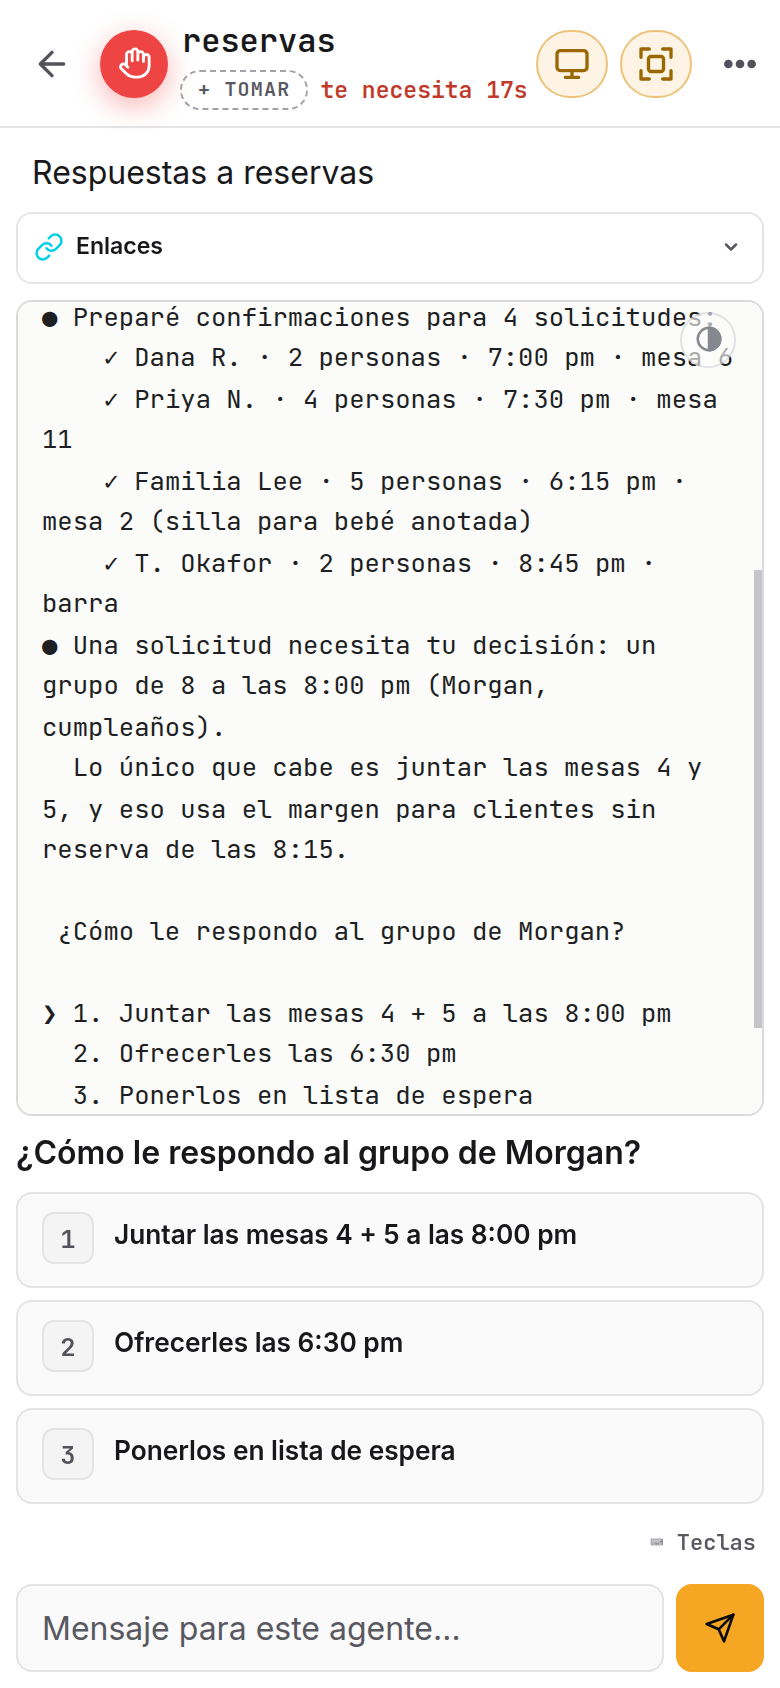 reservas
+ TOMAR
te necesita 17s
Respuestas a reservas
Enlaces
● Preparé confirmaciones para 4 solicitudes:
✓ Dana R. · 2 personas · 7:00 pm · mesa 6
✓ Priya N. · 4 personas · 7:30 pm · mesa
11
✓ Familia Lee · 5 personas · 6:15 pm ·
mesa 2 (silla para bebé anotada)
✓ T. Okafor · 2 personas · 8:45 pm ·
barra
● Una solicitud necesita tu decisión: un
grupo de 8 a las 8:00 pm (Morgan,
cumpleaños).
Lo único que cabe es juntar las mesas 4 y
5, y eso usa el margen para clientes sin
reserva de las 8:15.
¿Cómo le respondo al grupo de Morgan?
❯ 1. Juntar las mesas 4 + 5 a las 8:00 pm
2. Ofrecerles las 6:30 pm
3. Ponerlos en lista de espera
¿Cómo le respondo al grupo de Morgan?
1 Juntar las mesas 4 + 5 a las 8:00 pm
2 Ofrecerles las 6:30 pm
3 Ponerlos en lista de espera
Teclas
Mensaje para este agente...